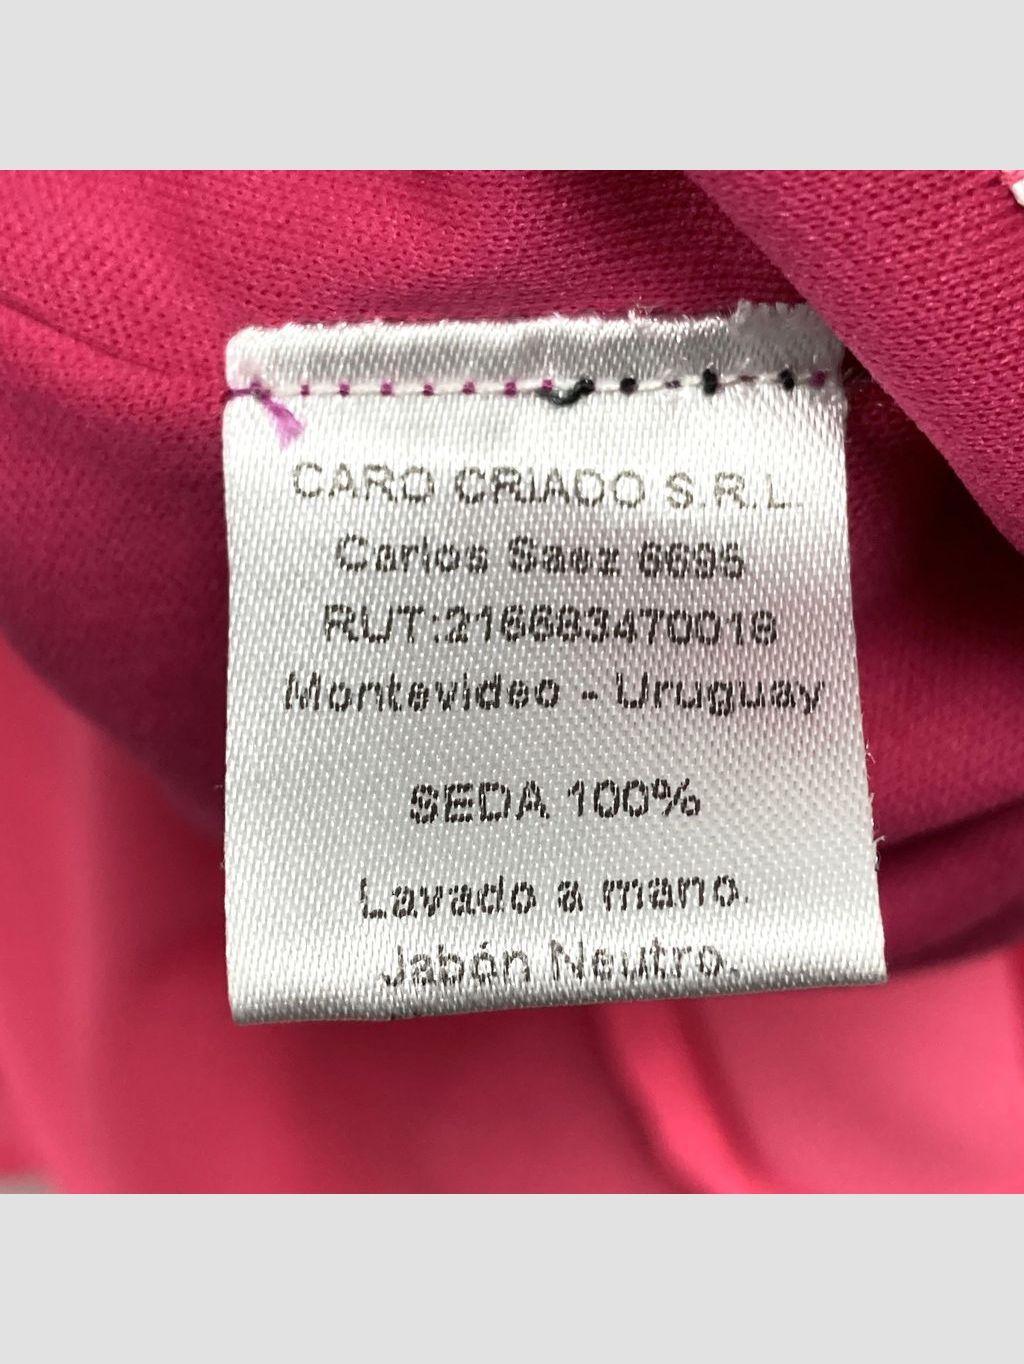 CARO CRIADO S.R.L.
Carlos Saez 6695
RUT:216683470018
Montevideo - Uruguay
SEDA 100%
Lavado a mano.
Jabón Neutro.